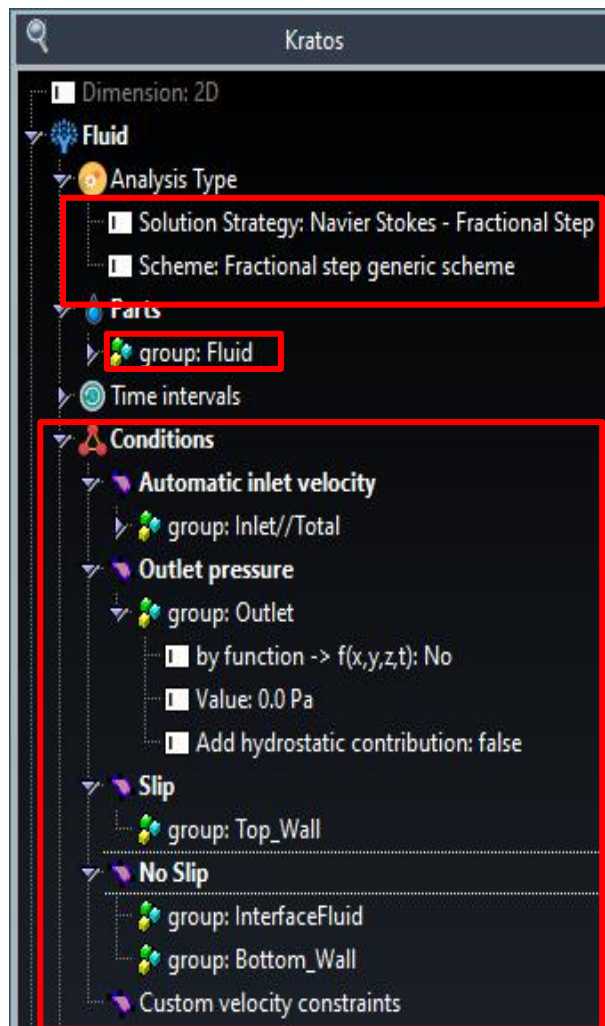 Kratos
Dimension: 2D
Fluid
Analysis Type
Solution Strategy: Navier Stokes - Fractional Step
Scheme: Fractional step generic scheme
Parts
group: Fluid
Time intervals
Conditions
Automatic inlet velocity
group: Inlet//Total
Outlet pressure
group: Outlet
by function -> f(x,y,z,t): No
Value: 0.0 Pa
Add hydrostatic contribution: false
Slip
group: Top_Wall
No Slip
group: InterfaceFluid
group: Bottom_Wall
Custom velocity constraints